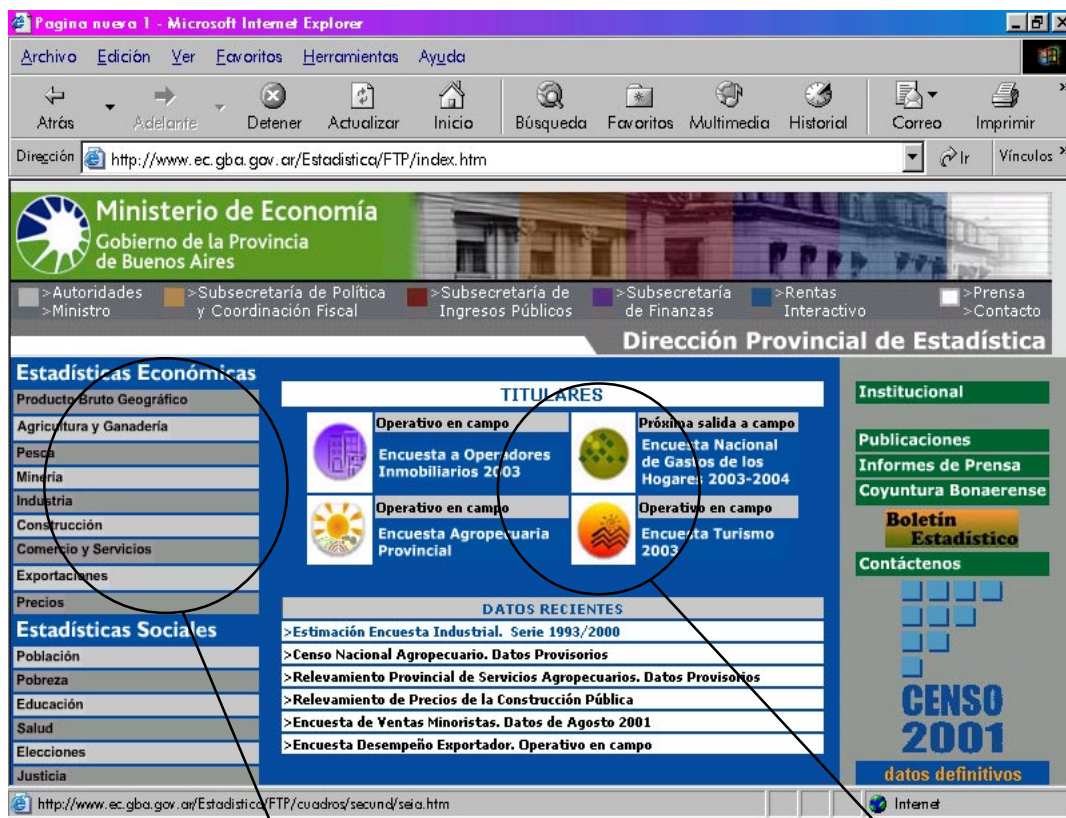 Pagina nueva 1 - Microsoft Internet Explorer
Archivo Edición Ver Favoritos Herramientas Ayuda
Atrás Adelante Detener Actualizar Inicio Búsqueda Favoritos Multimedia Historial Correo Imprimir
Dirección http://www.ec.gba.gov.ar/Estadistica/FTP/index.htm Ir Vínculos
Ministerio de Economía
Gobierno de la Provincia
de Buenos Aires
>Autoridades >Subsecretaría de Política >Subsecretaría de >Subsecretaría >Rentas >Prensa
>Ministro y Coordinación Fiscal Ingresos Públicos de Finanzas Interactivo >Contacto
Dirección Provincial de Estadística
Estadísticas Económicas
Producto Bruto Geográfico
Agricultura y Ganadería
Pesca
Minería
Industria
Construcción
Comercio y Servicios
Exportaciones
Precios
Estadísticas Sociales
Población
Pobreza
Educación
Salud
Elecciones
Justicia
TITULARES
Operativo en campo
Encuesta a Operadores
Inmobiliarios 2003
Próxima salida a campo
Encuesta Nacional
de Gastos de los
Hogares 2003-2004
Operativo en campo
Encuesta Agropecuaria
Provincial
Operativo en campo
Encuesta Turismo
2003
DATOS RECIENTES
>Estimación Encuesta Industrial. Serie 1993/2000
>Censo Nacional Agropecuario. Datos Provisorios
>Relevamiento Provincial de Servicios Agropecuarios. Datos Provisorios
>Relevamiento de Precios de la Construcción Pública
>Encuesta de Ventas Minoristas. Datos de Agosto 2001
>Encuesta Desempeño Exportador. Operativo en campo
Institucional
Publicaciones
Informes de Prensa
Coyuntura Bonaerense
Boletín
Estadístico
Contáctenos
CENSO
2001
datos definitivos
http://www.ec.gba.gov.ar/Estadistica/FTP/cuadros/secund/seia.htm Internet